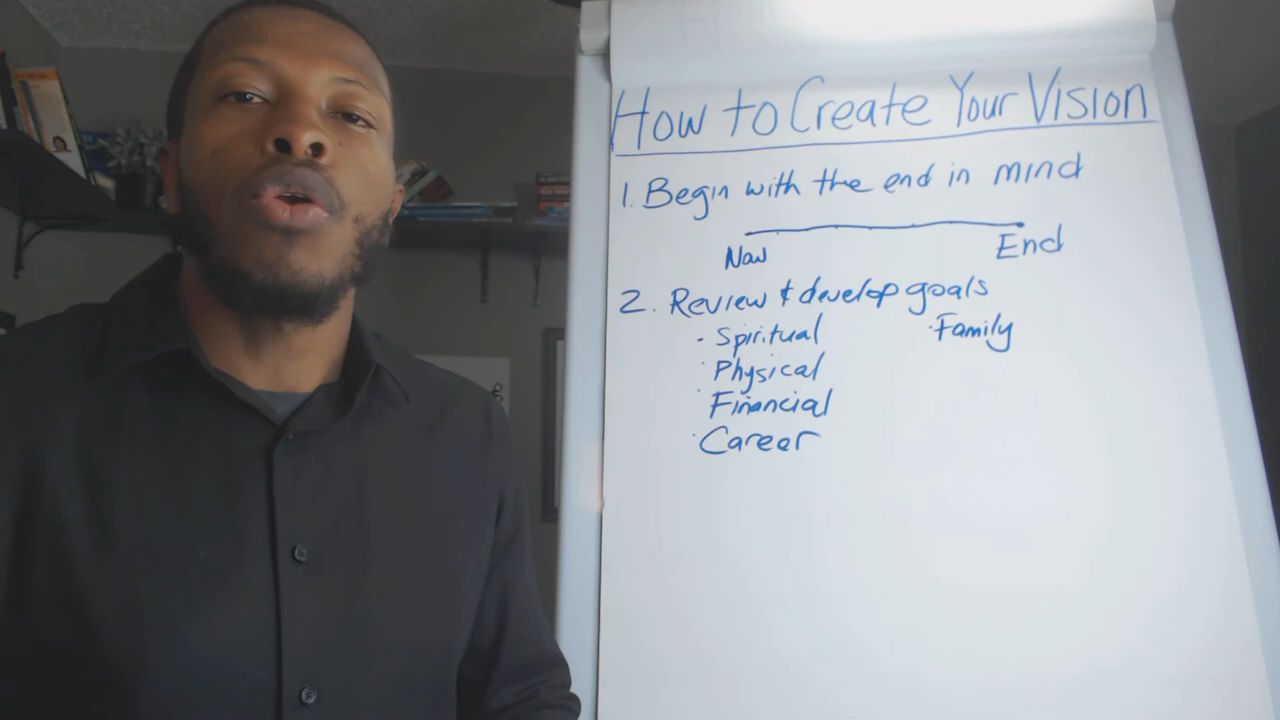 How to Create Your Vision
1. Begin with the end in mind
Now End
2. Review & develop goals
- Spiritual · Family
· Physical
· Financial
· Career